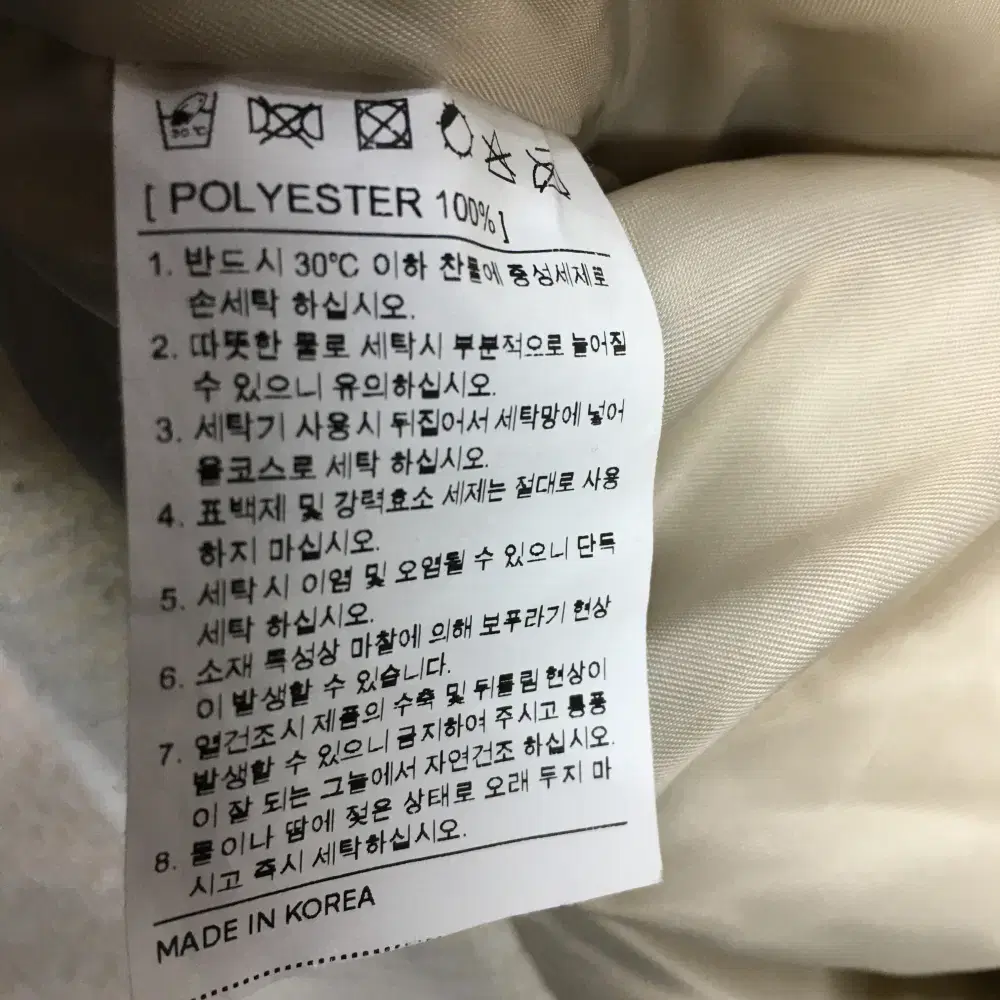 30℃
[ POLYESTER 100% ]
1. 반드시 30℃ 이하 찬물에 중성세제로
손세탁 하십시오.
2. 따뜻한 물로 세탁시 부분적으로 늘어질
수 있으니 유의하십시오.
3. 세탁기 사용시 뒤집어서 세탁망에 넣어
울코스로 세탁 하십시오.
4. 표백제 및 강력효소 세제는 절대로 사용
하지 마십시오.
5. 세탁시 이염 및 오염될 수 있으니 단독
세탁 하십시오.
6. 소재 특성상 마찰에 의해 보푸라기 현상
이 발생할 수 있습니다.
7. 열건조시 제품의 수축 및 뒤틀림 현상이
발생할 수 있으니 금지하여 주시고 통풍
이 잘 되는 그늘에서 자연건조 하십시오.
8. 물이나 땀에 젖은 상태로 오래 두지 마
시고 즉시 세탁하십시오.
MADE IN KOREA